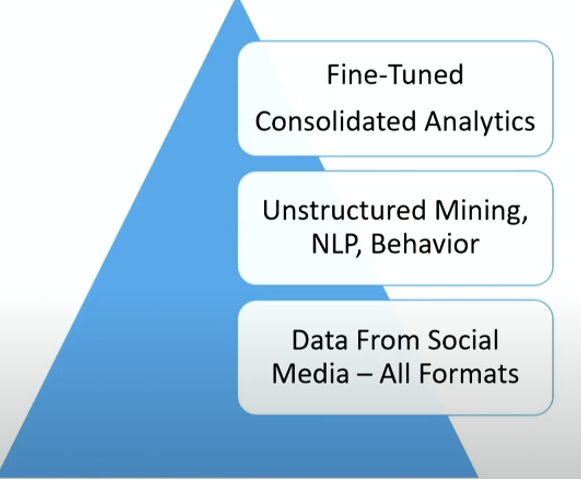 Fine-Tuned
Consolidated Analytics
Unstructured Mining,
NLP, Behavior
Data From Social
Media – All Formats